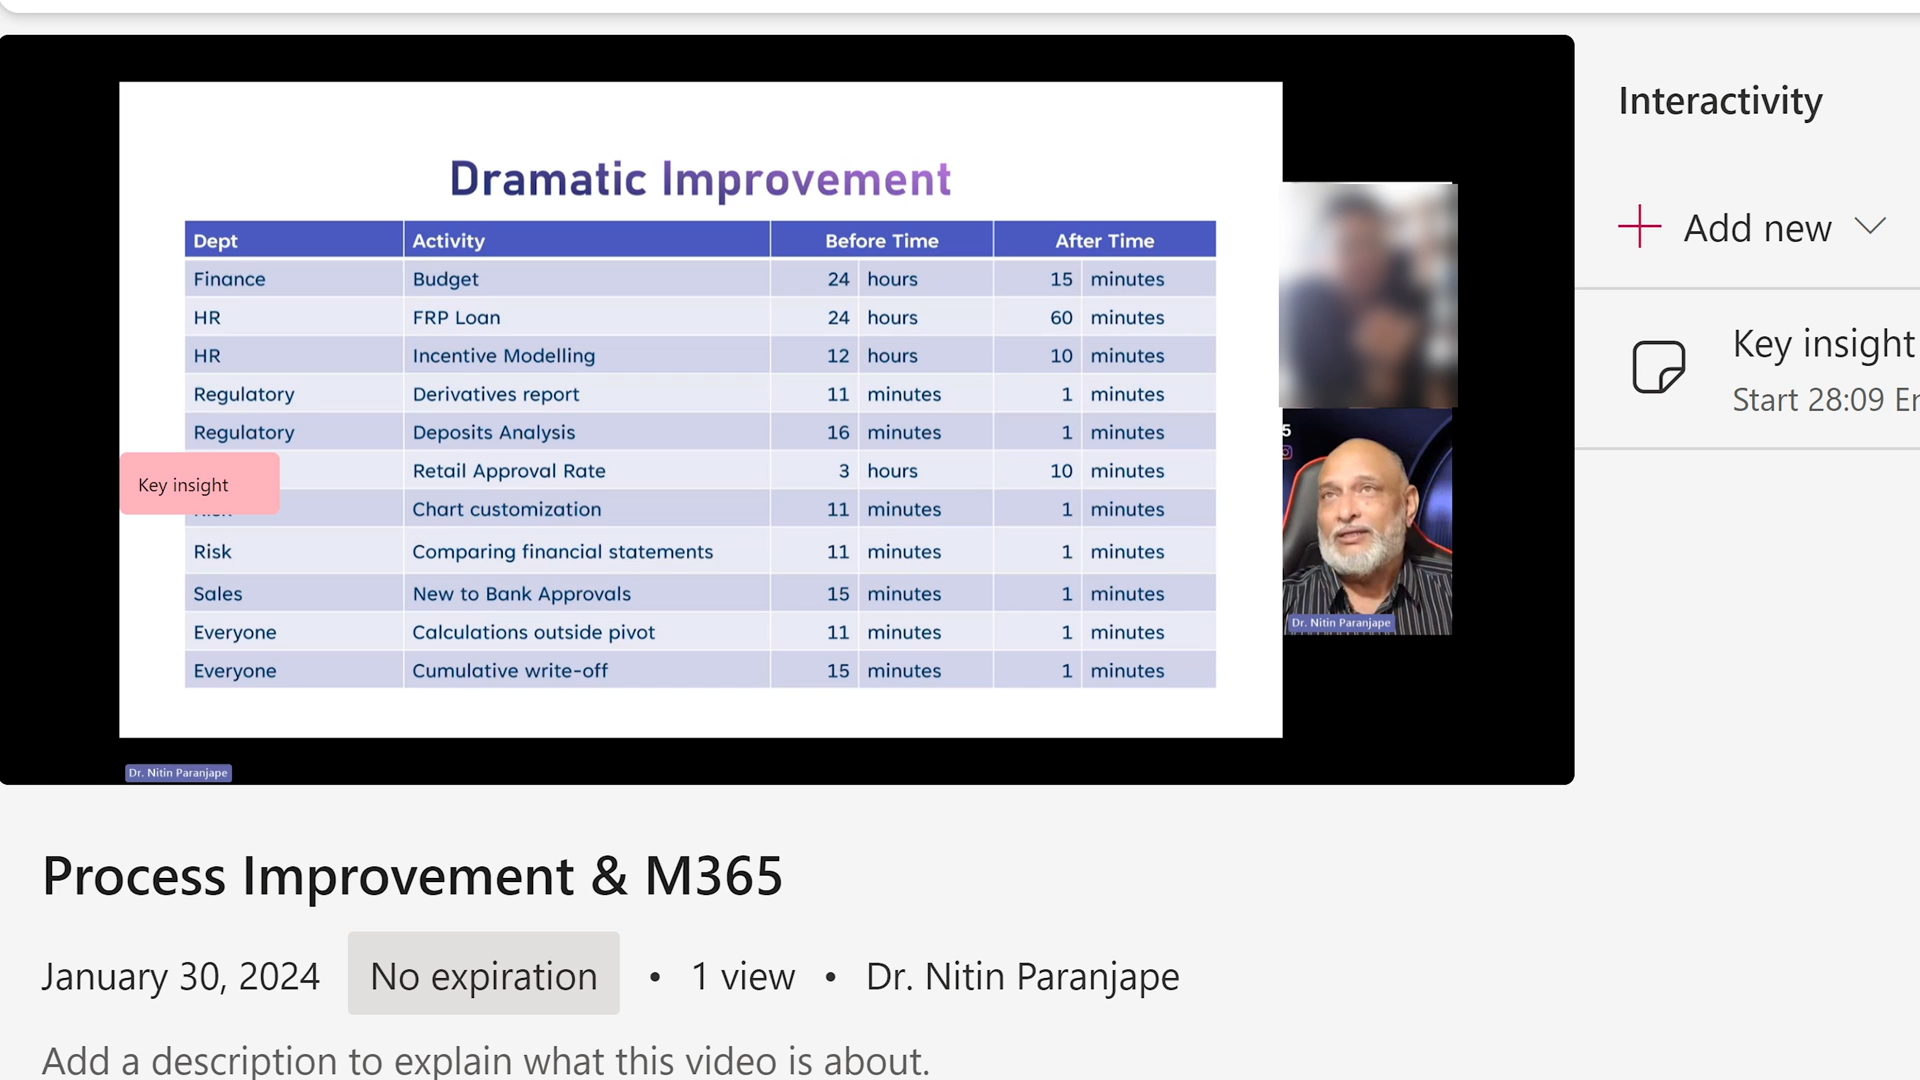 Dramatic Improvement
Dept Activity Before Time After Time
Finance Budget 24 hours 15 minutes
HR FRP Loan 24 hours 60 minutes
HR Incentive Modelling 12 hours 10 minutes
Regulatory Derivatives report 11 minutes 1 minutes
Regulatory Deposits Analysis 16 minutes 1 minutes
Retail Approval Rate 3 hours 10 minutes
Key insight
Chart customization 11 minutes 1 minutes
Risk Comparing financial statements 11 minutes 1 minutes
Sales New to Bank Approvals 15 minutes 1 minutes
Everyone Calculations outside pivot 11 minutes 1 minutes
Everyone Cumulative write-off 15 minutes 1 minutes
5
Dr. Nitin Paranjape
Dr. Nitin Paranjape
Interactivity
Add new
Key insight
Start 28:09
Process Improvement & M365
January 30, 2024 No expiration • 1 view • Dr. Nitin Paranjape
Add a description to explain what this video is about.